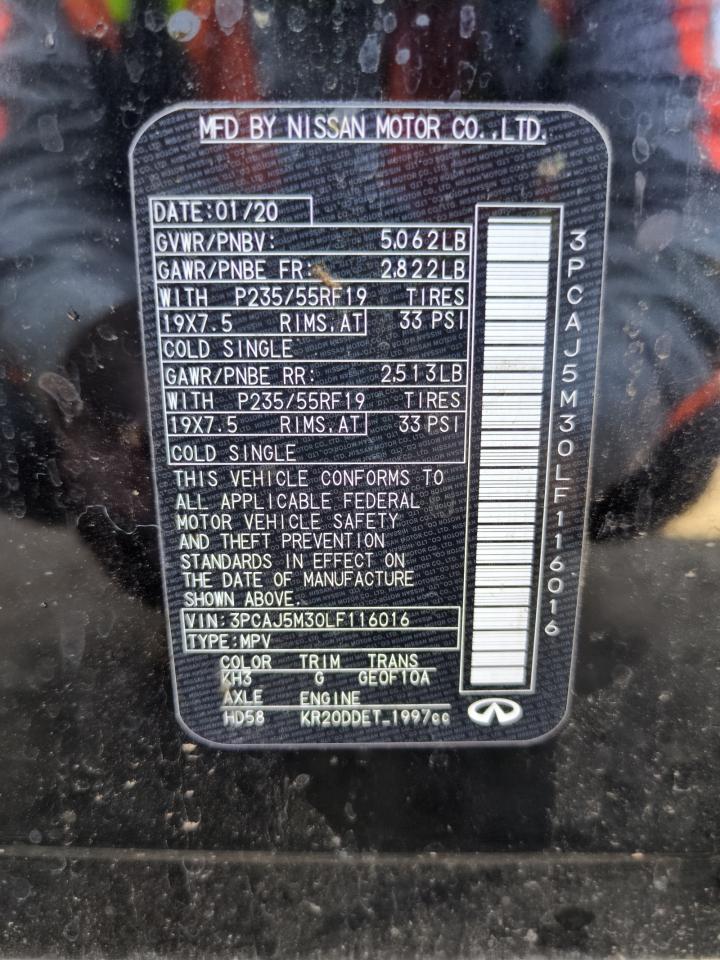 MFD BY NISSAN MOTOR CO.,LTD.
DATE:01/20
GVWR/PNBV: 5,062LB
GAWR/PNBE FR: 2,822LB
WITH P235/55RF19 TIRES
19X7.5 RIMS,AT 33 PSI
COLD SINGLE
GAWR/PNBE RR: 2,513LB
WITH P235/55RF19 TIRES
19X7.5 RIMS,AT 33 PSI
COLD SINGLE
THIS VEHICLE CONFORMS TO
ALL APPLICABLE FEDERAL
MOTOR VEHICLE SAFETY
AND THEFT PREVENTION
STANDARDS IN EFFECT ON
THE DATE OF MANUFACTURE
SHOWN ABOVE.
VIN:3PCAJ5M30LF116016
TYPE:MPV
COLOR TRIM TRANS
KH3 G GE0F10A
AXLE ENGINE
HD58 KR20DDET_1997cc
3PCAJ5M30LF116016